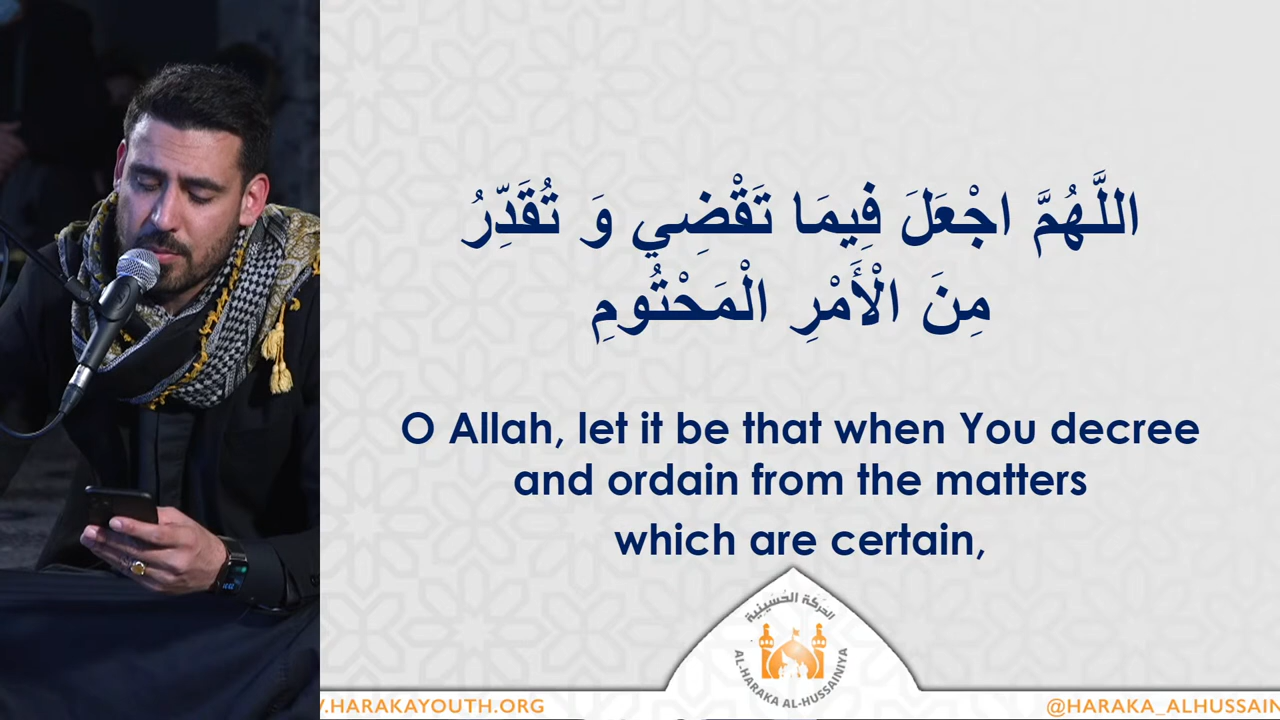 اللَّهُمَّ اجْعَلَ فِيمَا تَقْضِي وَ تُقَدِّرُ
مِنَ الْأَمْرِ الْمَحْتُومِ
O Allah, let it be that when You decree
and ordain from the matters
which are certain,
الحركة الحسينية
AL-HARAKA AL-HUSSAINIYA
.HARAKAYOUTH.ORG
@HARAKA_ALHUSSAIN